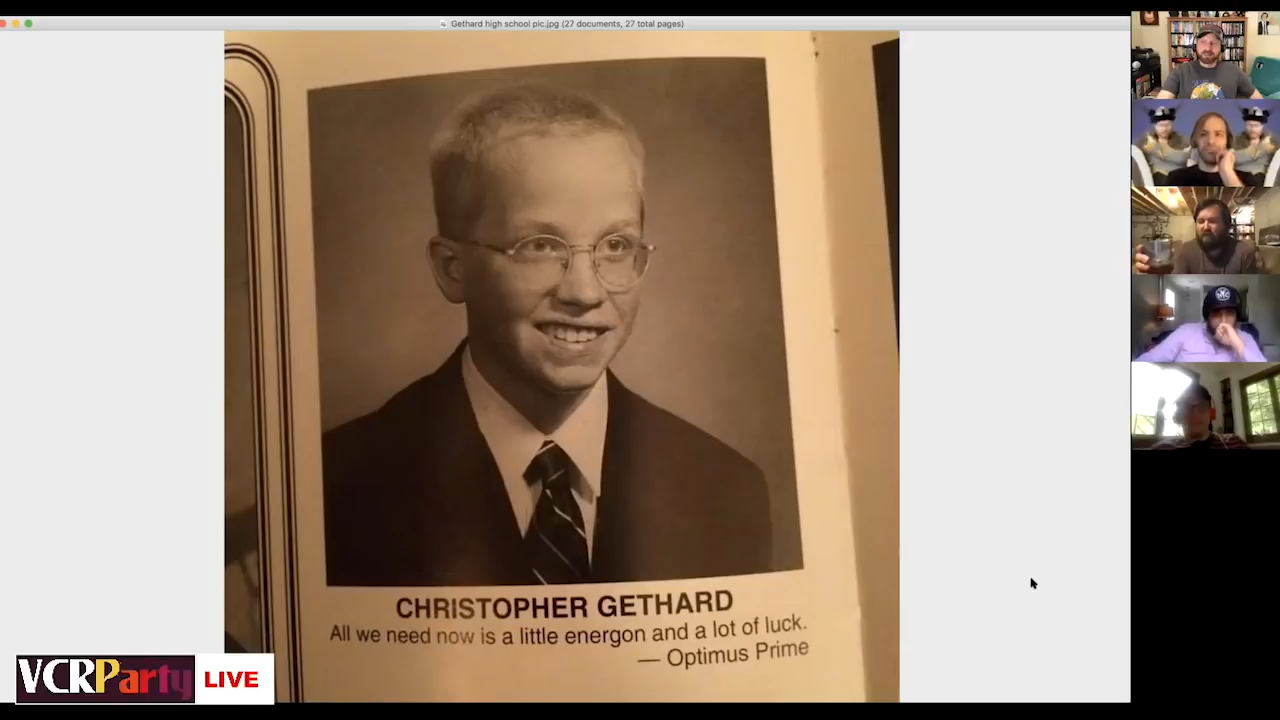 Gethard high school pic.jpg (27 documents, 27 total pages)
CHRISTOPHER GETHARD
All we need now is a little energon and a lot of luck.
— Optimus Prime
VCRParty LIVE